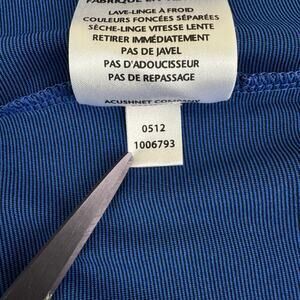 LAVE-LINGE À FROID
COULEURS FONCÉES SÉPARÉES
SÈCHE-LINGE VITESSE LENTE
RETIRER IMMÉDIATEMENT
PAS DE JAVEL
PAS D'ADOUCISSEUR
PAS DE REPASSAGE
ACUSHNET COMPANY
0512
1006793